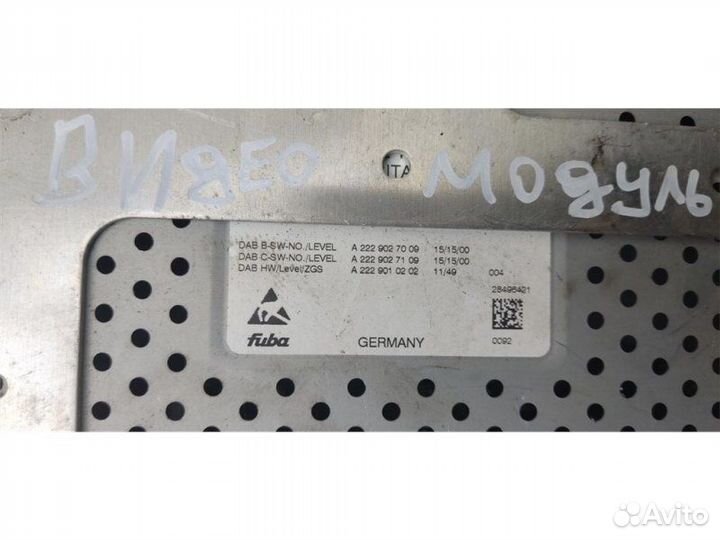 ВИДЕО МОДУЛЬ
ITA
DAB B-SW-NO./LEVEL A 222 902 70 09 15/15/00
DAB C-SW-NO./LEVEL A 222 902 71 09 15/15/00
DAB HW/Level/ZGS A 222 901 02 02 11/49 004
28496421
fuba GERMANY 0092
Avito